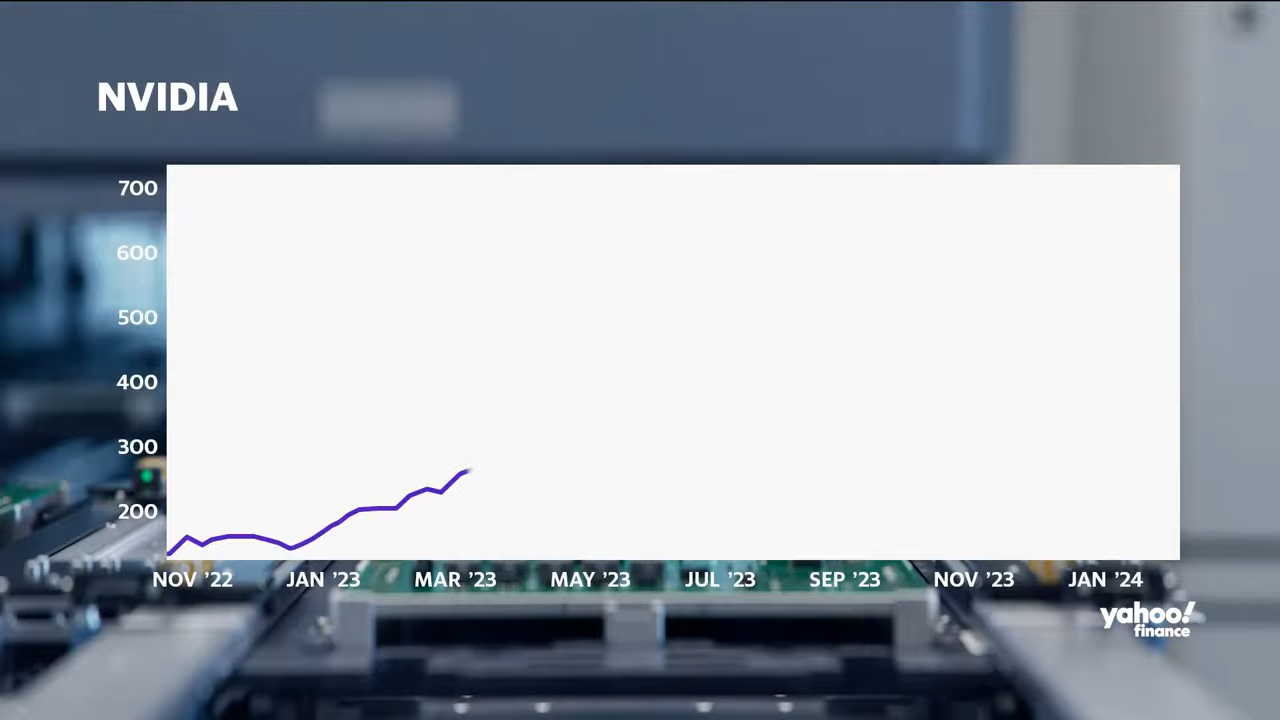 NVIDIA
700
600
500
400
300
200
NOV ’22 JAN ’23 MAR ’23 MAY ’23 JUL ’23 SEP ’23 NOV ’23 JAN ’24
yahoo!
finance